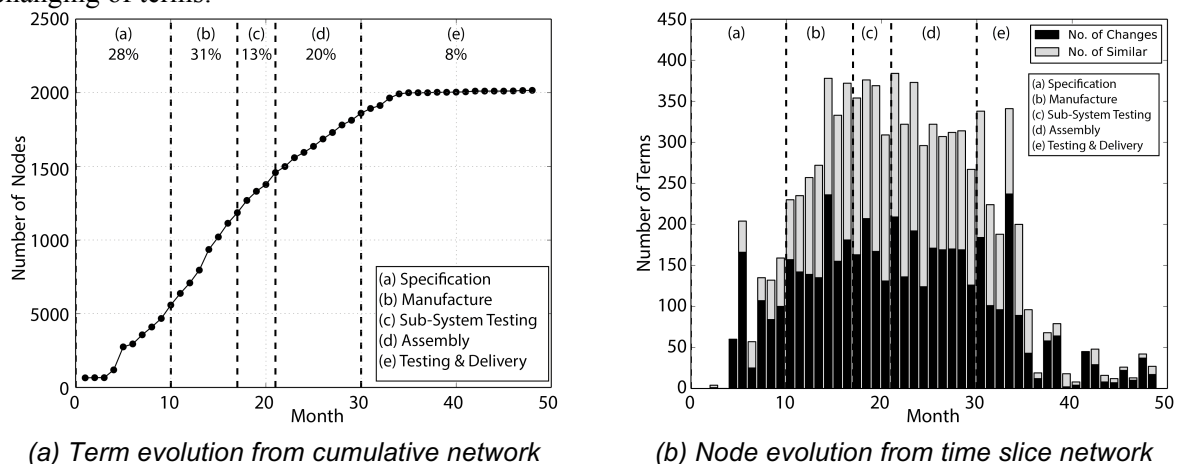 changing of terms.
(a) (b) (c) (d) (e)
28% 31% 13% 20% 8%
2500
2000
1500
1000
5000
0
Number of Nodes
0 10 20 30 40 50
Month
(a) Specification
(b) Manufacture
(c) Sub-System Testing
(d) Assembly
(e) Testing & Delivery
(a) Term evolution from cumulative network
(a) (b) (c) (d) (e)
No. of Changes
No. of Similar
(a) Specification
(b) Manufacture
(c) Sub-System Testing
(d) Assembly
(e) Testing & Delivery
450
400
350
300
250
200
150
100
50
0
Number of Terms
0 10 20 30 40 50
Month
(b) Node evolution from time slice network